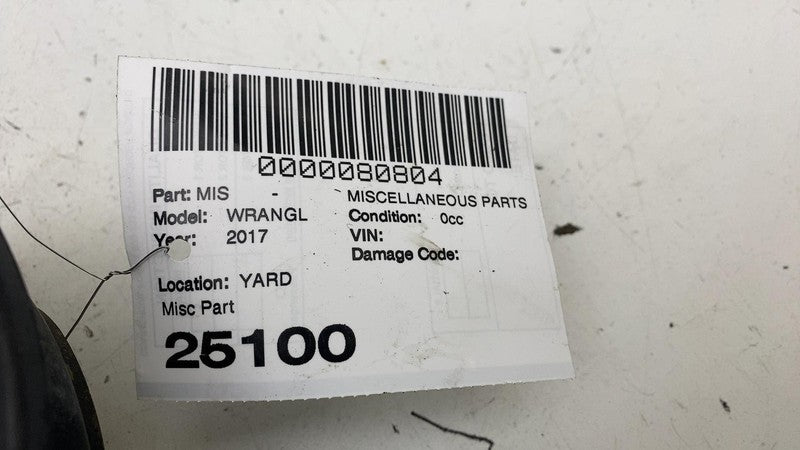 0000080804
Part: MIS - MISCELLANEOUS PARTS
Model: WRANGL Condition: 0cc
Year: 2017 VIN:
Damage Code:
Location: YARD
Misc Part
25100